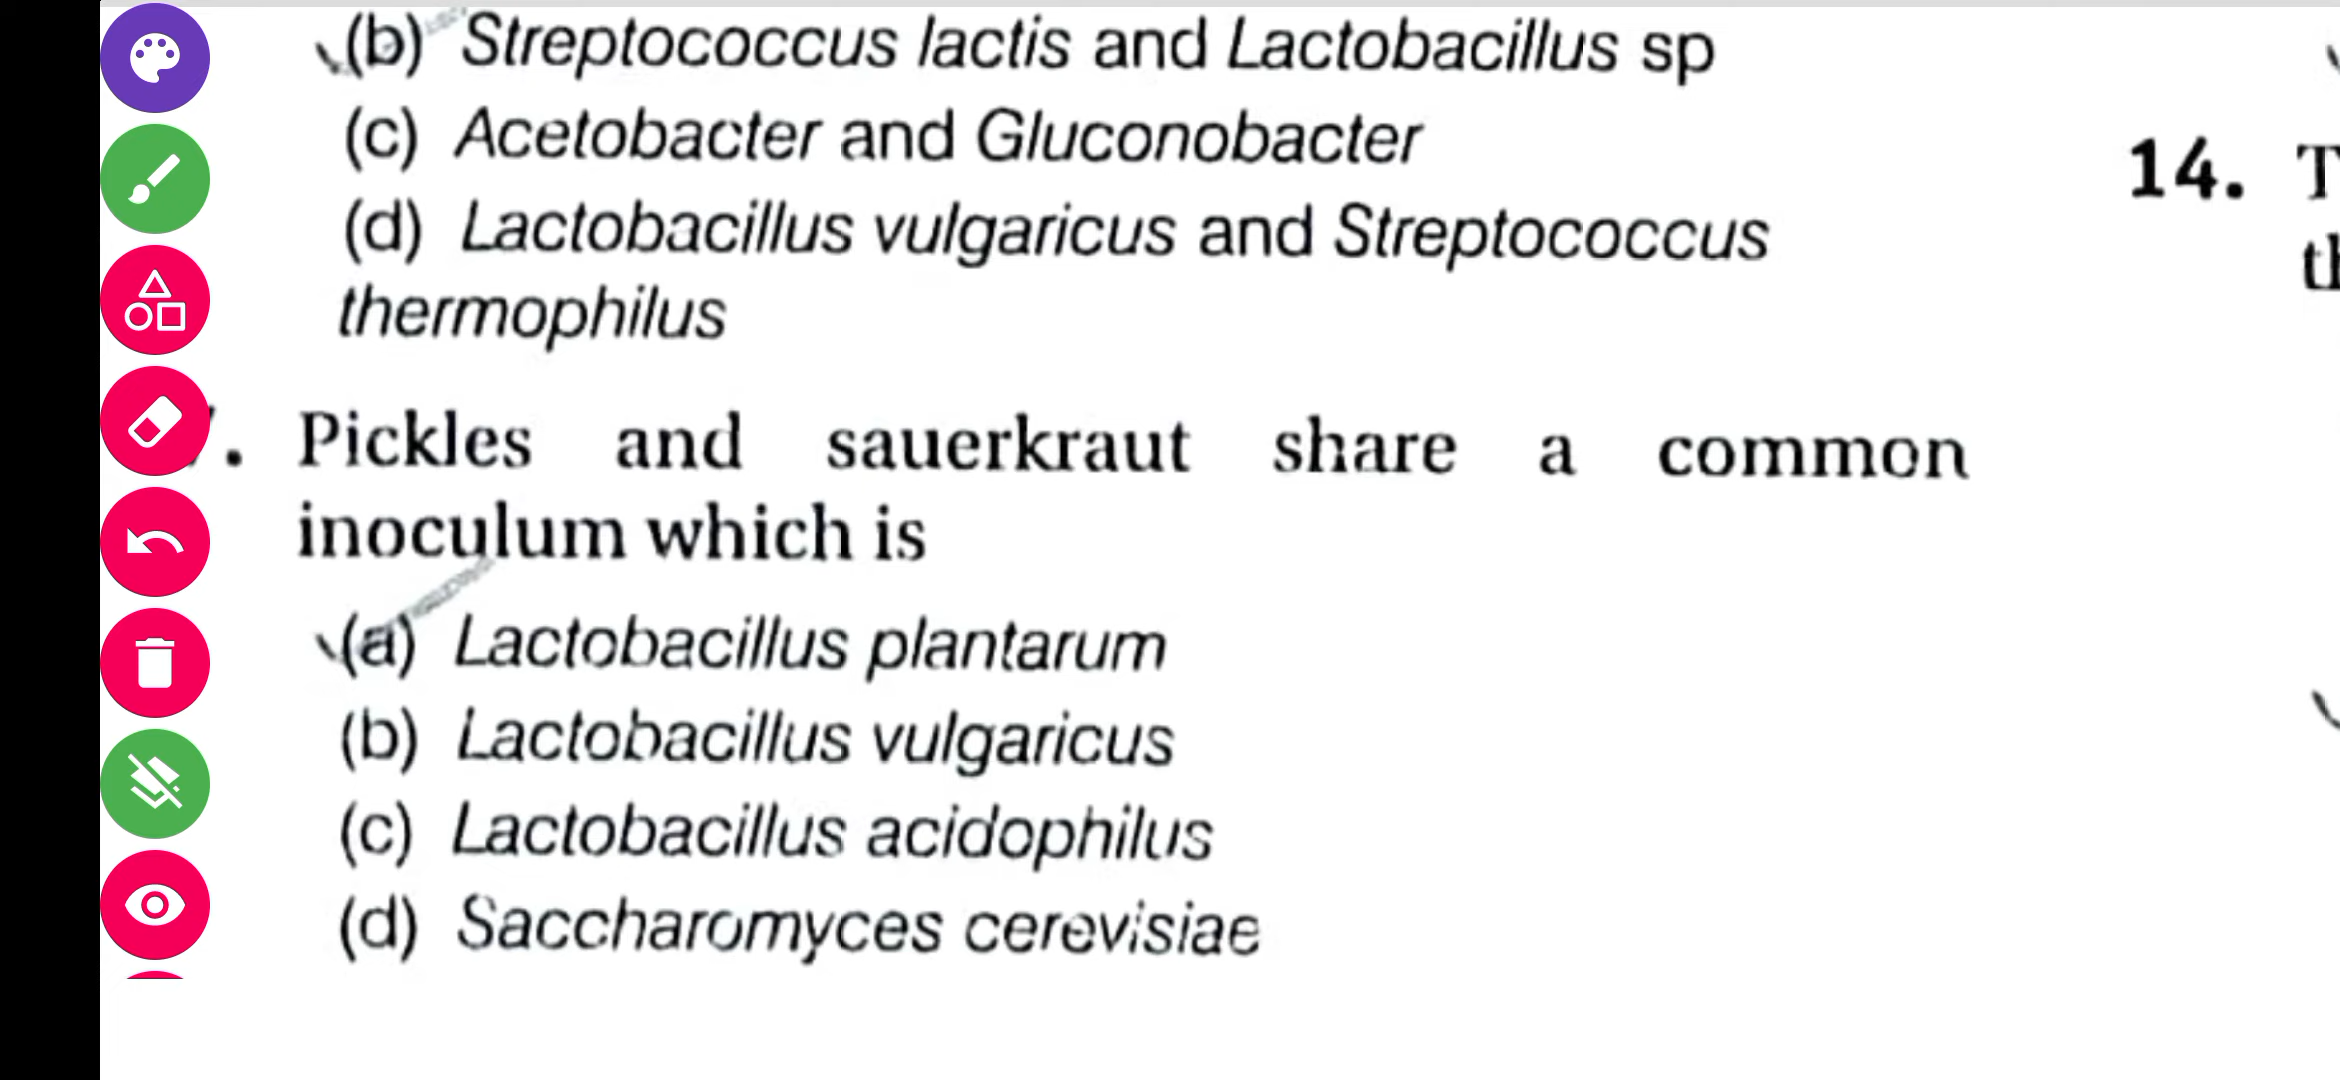 (b) Streptococcus lactis and Lactobacillus sp
(c) Acetobacter and Gluconobacter
(d) Lactobacillus vulgaricus and Streptococcus
thermophilus
14. T
th
. Pickles and sauerkraut share a common
inoculum which is
(a) Lactobacillus plantarum
(b) Lactobacillus vulgaricus
(c) Lactobacillus acidophilus
(d) Saccharomyces cerevisiae